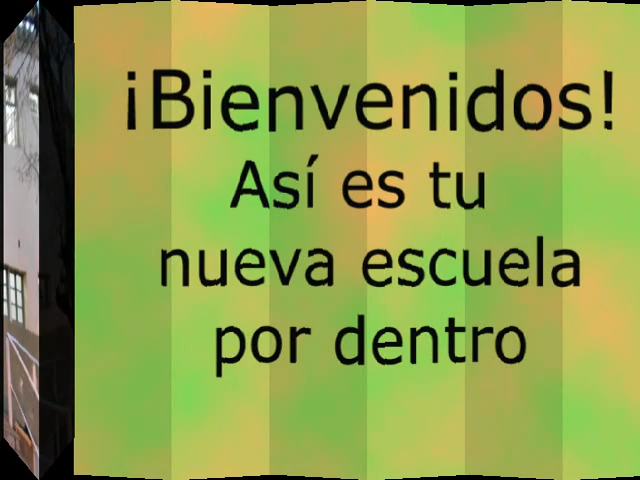 ¡Bienvenidos!
Así es tu
nueva escuela
por dentro